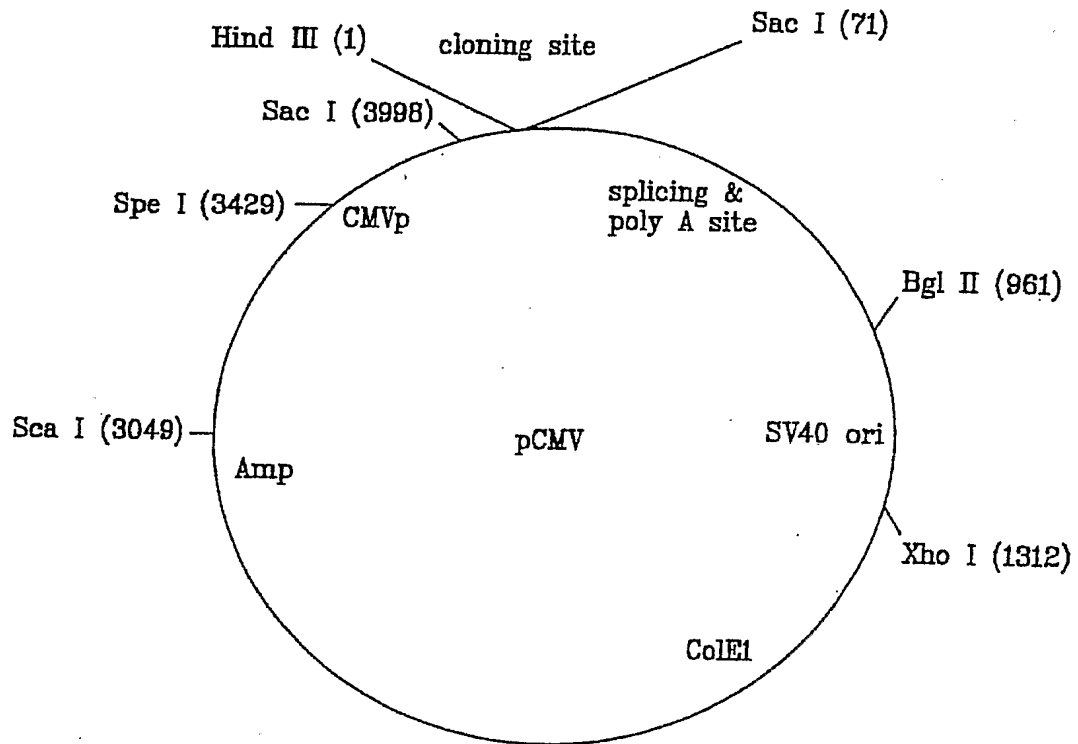 Hind III (1)
cloning site
Sac I (71)
Sac I (3998)
Spe I (3429)
CMVp
splicing &
poly A site
Bgl II (961)
Sca I (3049)
Amp
pCMV
SV40 ori
Xho I (1312)
ColE1